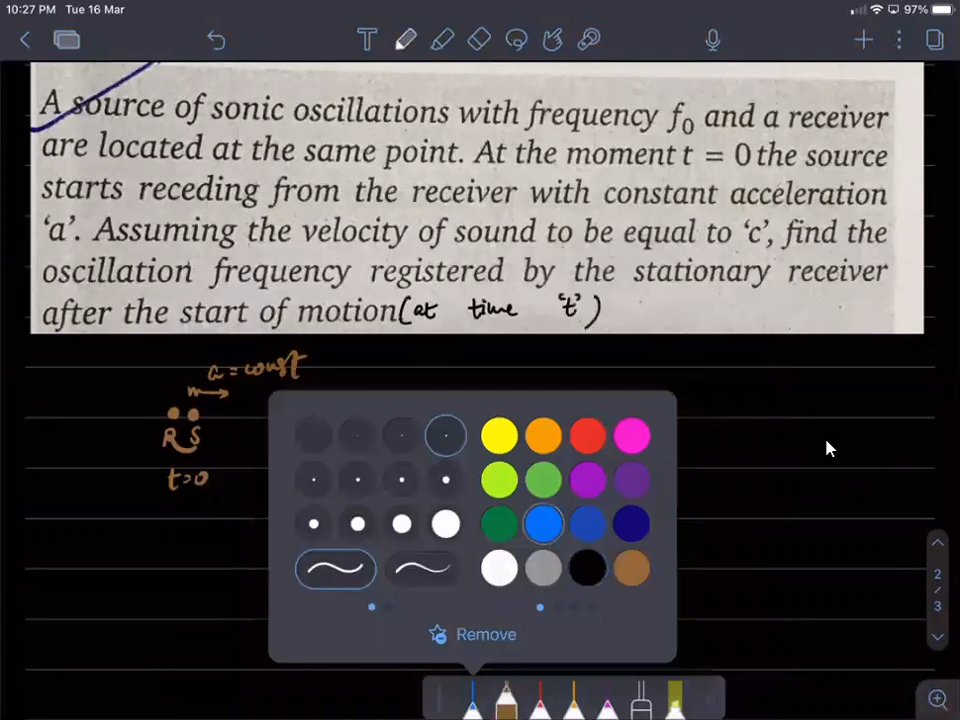 10:27 PM Tue 16 Mar
97%
A source of sonic oscillations with frequency f₀ and a receiver
are located at the same point. At the moment t = 0 the source
starts receding from the receiver with constant acceleration
‘a’. Assuming the velocity of sound to be equal to ‘c’, find the
oscillation frequency registered by the stationary receiver
after the start of motion (at time ‘t’)
a = const
R S
t=0
2
/
3
Remove